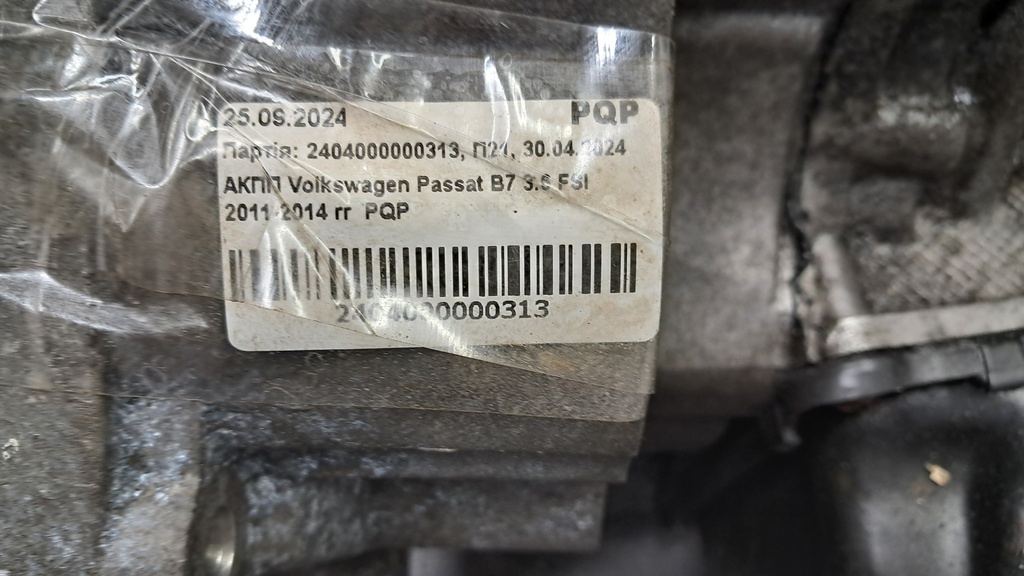 25.09.2024 PQP
Партія: 2404000000313, П21, 30.04.2024
АКПП Volkswagen Passat B7 3.6 FSI
2011-2014 гг PQP
2404000000313